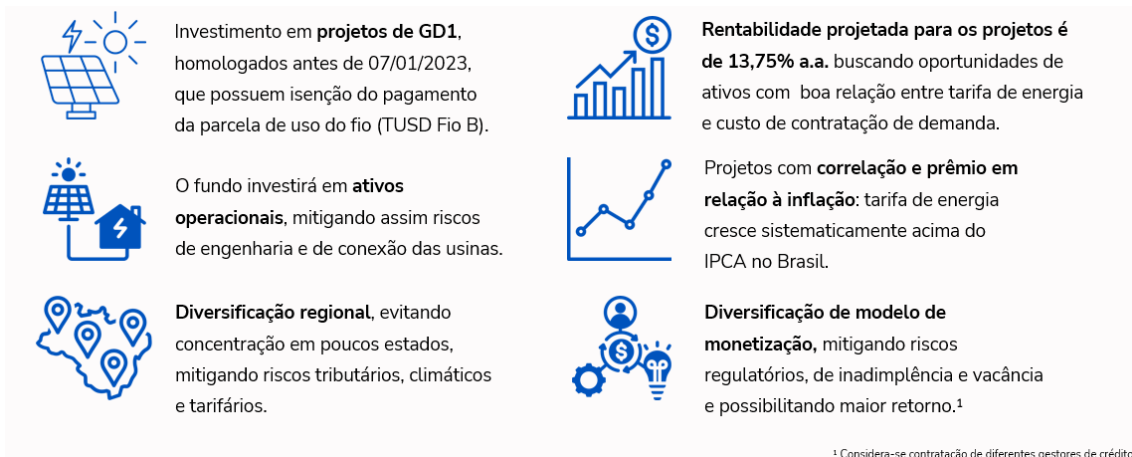 Investimento em projetos de GD1,
homologados antes de 07/01/2023,
que possuem isenção do pagamento
da parcela de uso do fio (TUSD Fio B).
Rentabilidade projetada para os projetos é
de 13,75% a.a. buscando oportunidades de
ativos com boa relação entre tarifa de energia
e custo de contratação de demanda.
O fundo investirá em ativos
operacionais, mitigando assim riscos
de engenharia e de conexão das usinas.
Projetos com correlação e prêmio em
relação à inflação: tarifa de energia
cresce sistematicamente acima do
IPCA no Brasil.
Diversificação regional, evitando
concentração em poucos estados,
mitigando riscos tributários, climáticos
e tarifários.
Diversificação de modelo de
monetização, mitigando riscos
regulatórios, de inadimplência e vacância
e possibilitando maior retorno.¹
¹ Considera-se contratação de diferentes gestores de crédito